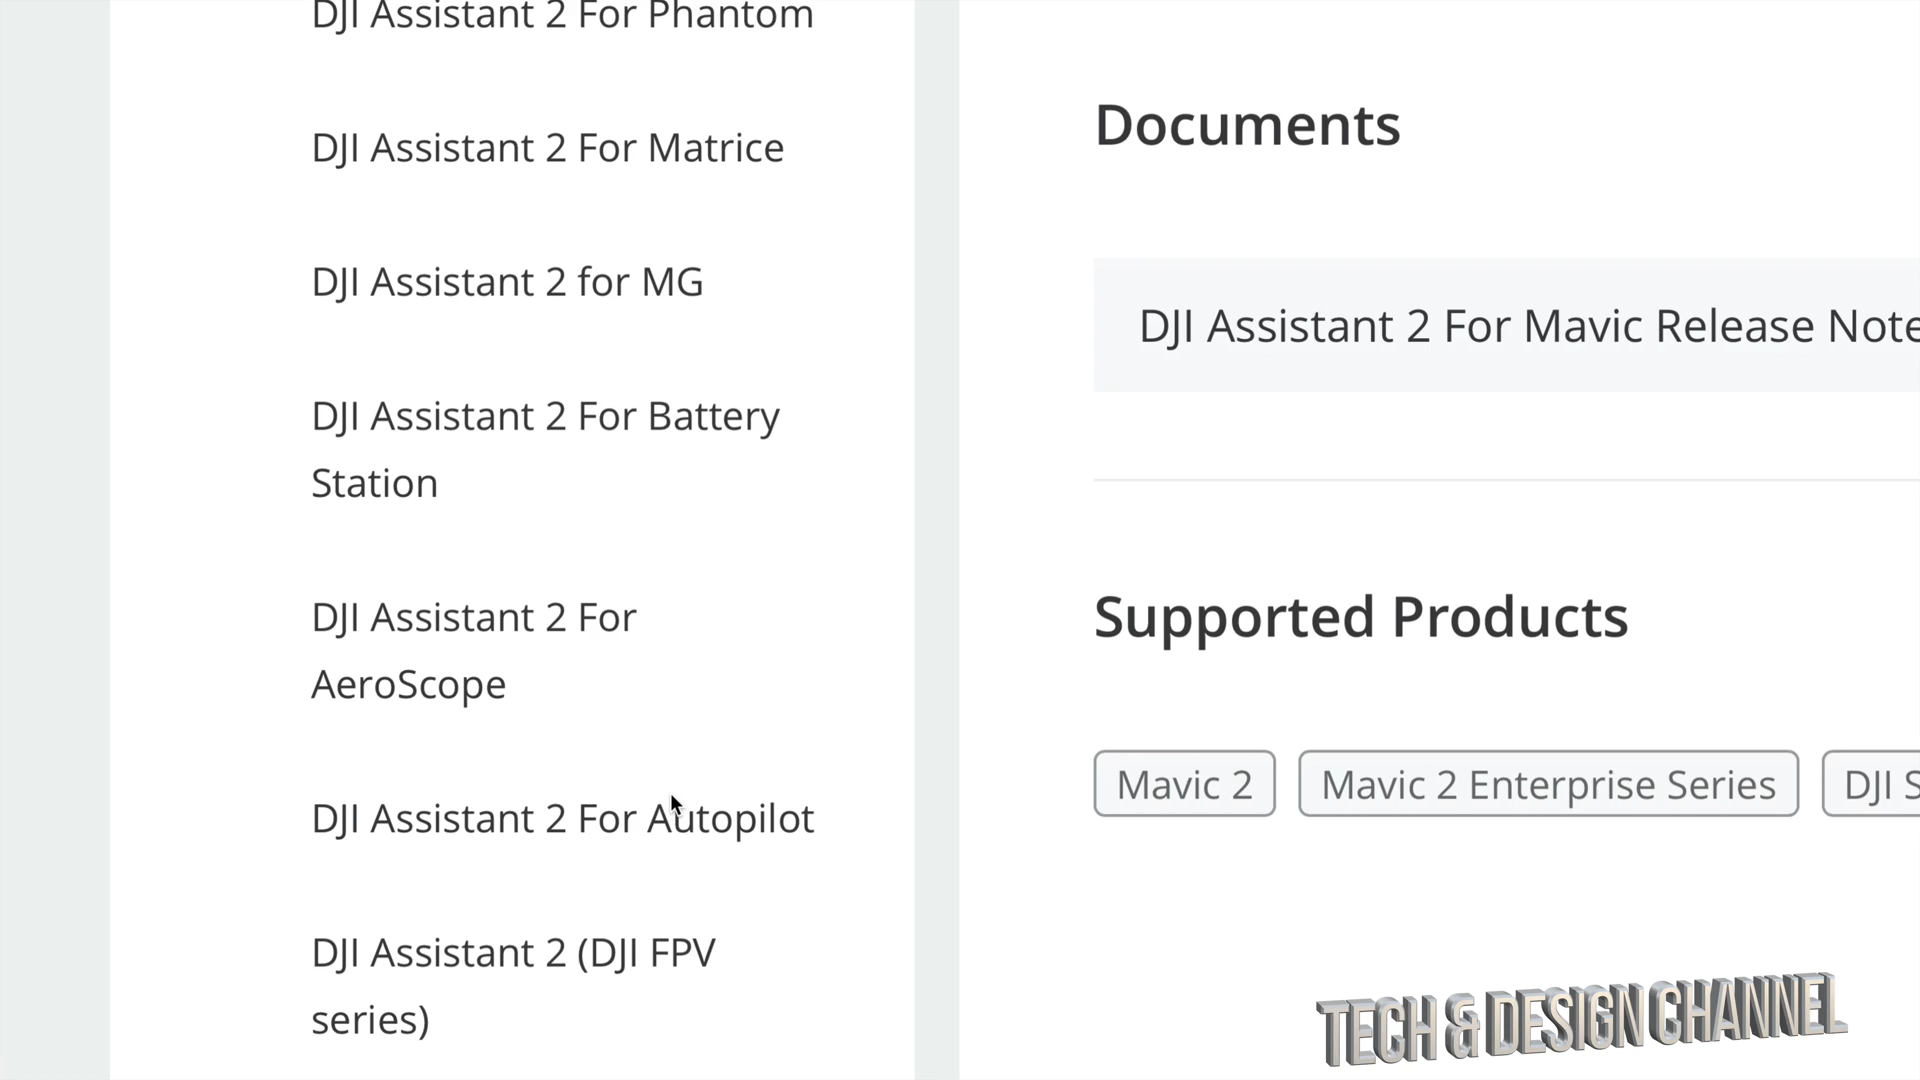 DJI Assistant 2 For Phantom
DJI Assistant 2 For Matrice
DJI Assistant 2 for MG
DJI Assistant 2 For Battery
Station
DJI Assistant 2 For
AeroScope
DJI Assistant 2 For Autopilot
DJI Assistant 2 (DJI FPV
series)
Documents
DJI Assistant 2 For Mavic Release Note
Supported Products
Mavic 2
Mavic 2 Enterprise Series
DJI S
TECH & DESIGN CHANNEL